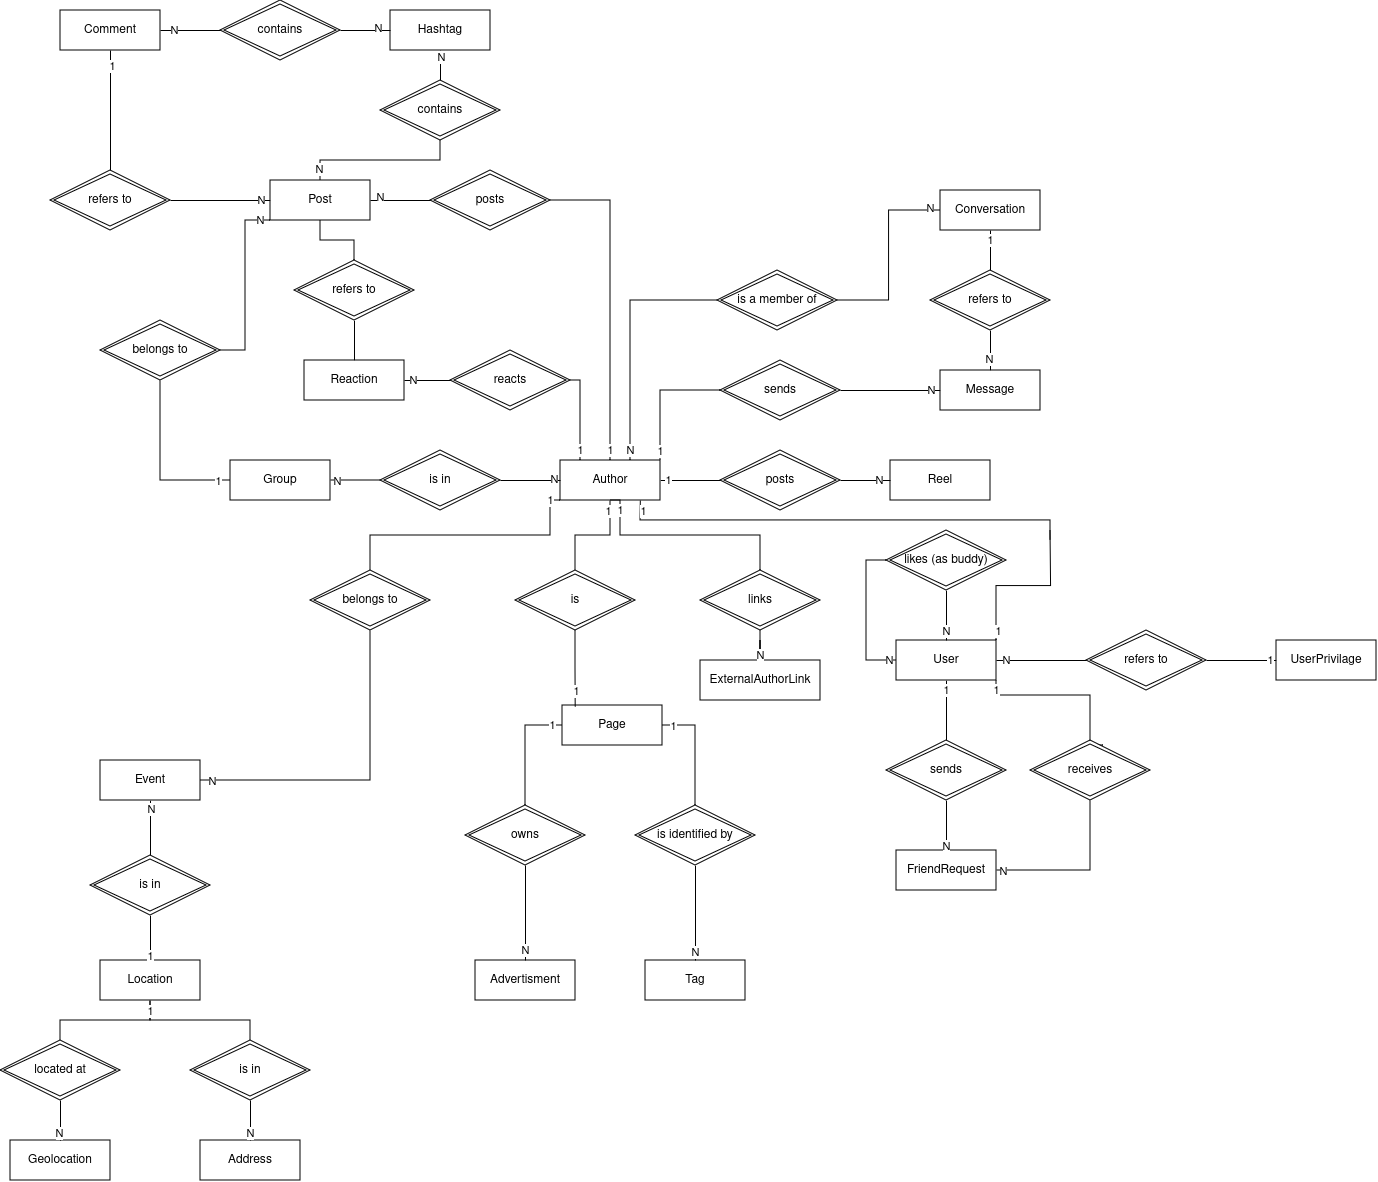 Comment
N
contains
N
Hashtag
1
N
contains
N
refers to
N
Post
N
posts
N
Conversation
N
1
refers to
is a member of
refers to
belongs to
N
Reaction
N
reacts
sends
N
Message
1
1
N
1
1
Group
N
is in
N
Author
1
posts
N
Reel
1
1
1
1
likes (as buddy)
belongs to
is
links
N
1
N
N
User
N
refers to
1
UserPrivilage
ExternalAuthorLink
1
1
1
1
Page
1
Event
N
sends
receives
N
owns
is identified by
N
FriendRequest
N
is in
N
N
1
Location
Advertisment
Tag
1
located at
is in
N
N
Geolocation
Address